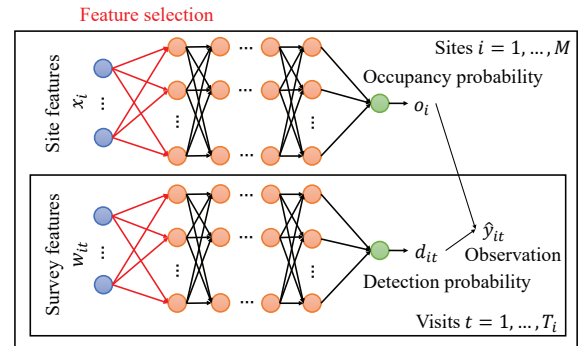 Feature selection
Sites i = 1, …, M
Site features
x_i
...
...
...
...
Occupancy probability
o_i
Survey features
w_it
...
...
...
...
d_it
ŷ_it
Observation
Detection probability
Visits t = 1, …, T_i